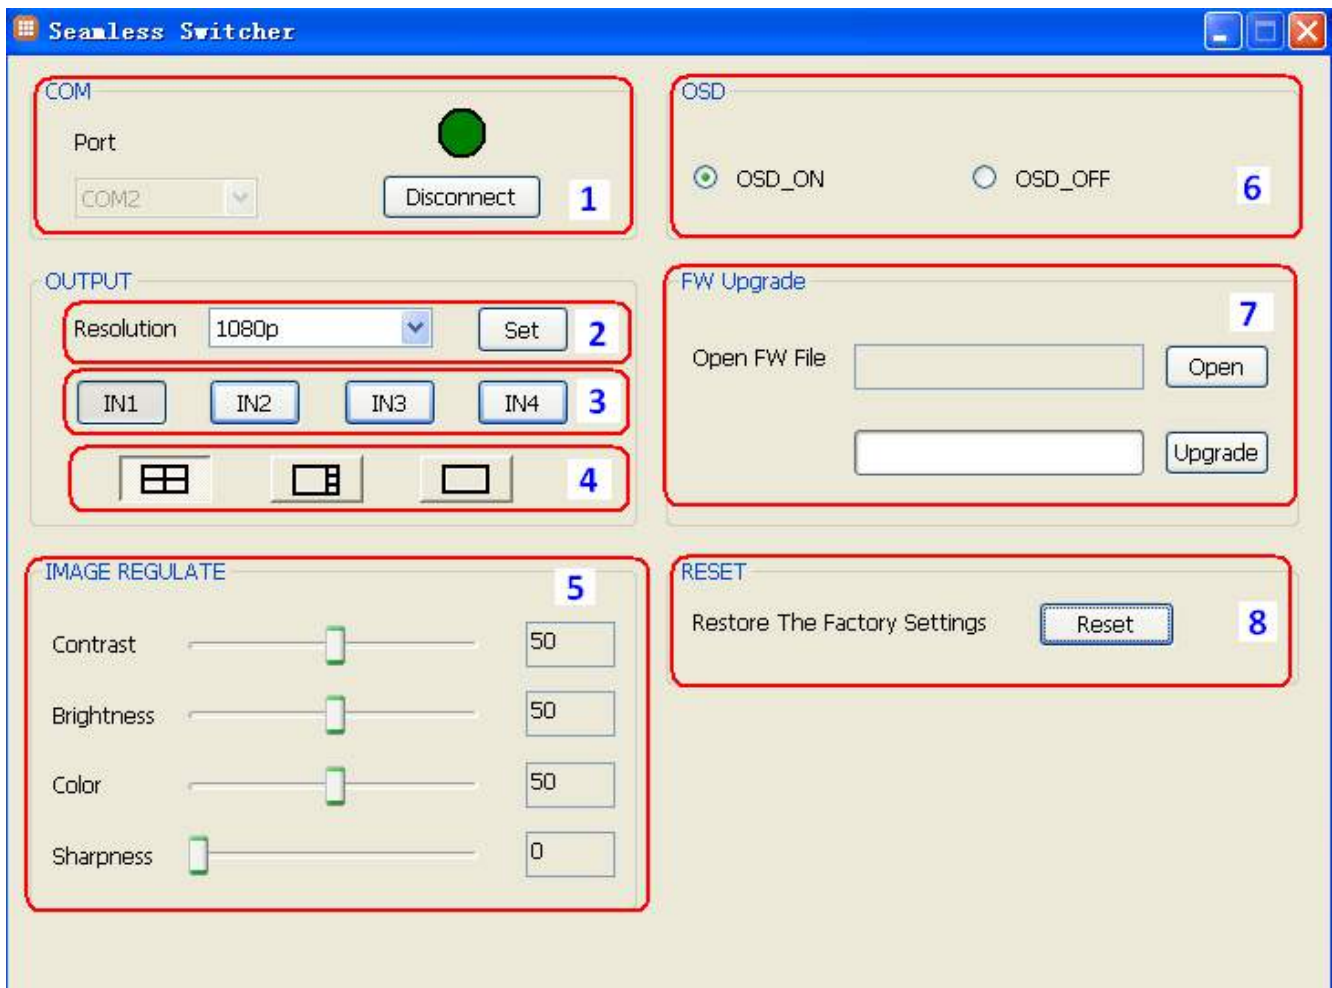 Seamless Switcher
COM
Port
COM2
Disconnect
1
OUTPUT
Resolution 1080p Set 2
IN1 IN2 IN3 IN4 3
4
IMAGE REGULATE
5
Contrast 50
Brightness 50
Color 50
Sharpness 0
OSD
OSD_ON OSD_OFF
6
FW Upgrade
7
Open FW File Open
Upgrade
RESET
Restore The Factory Settings Reset 8